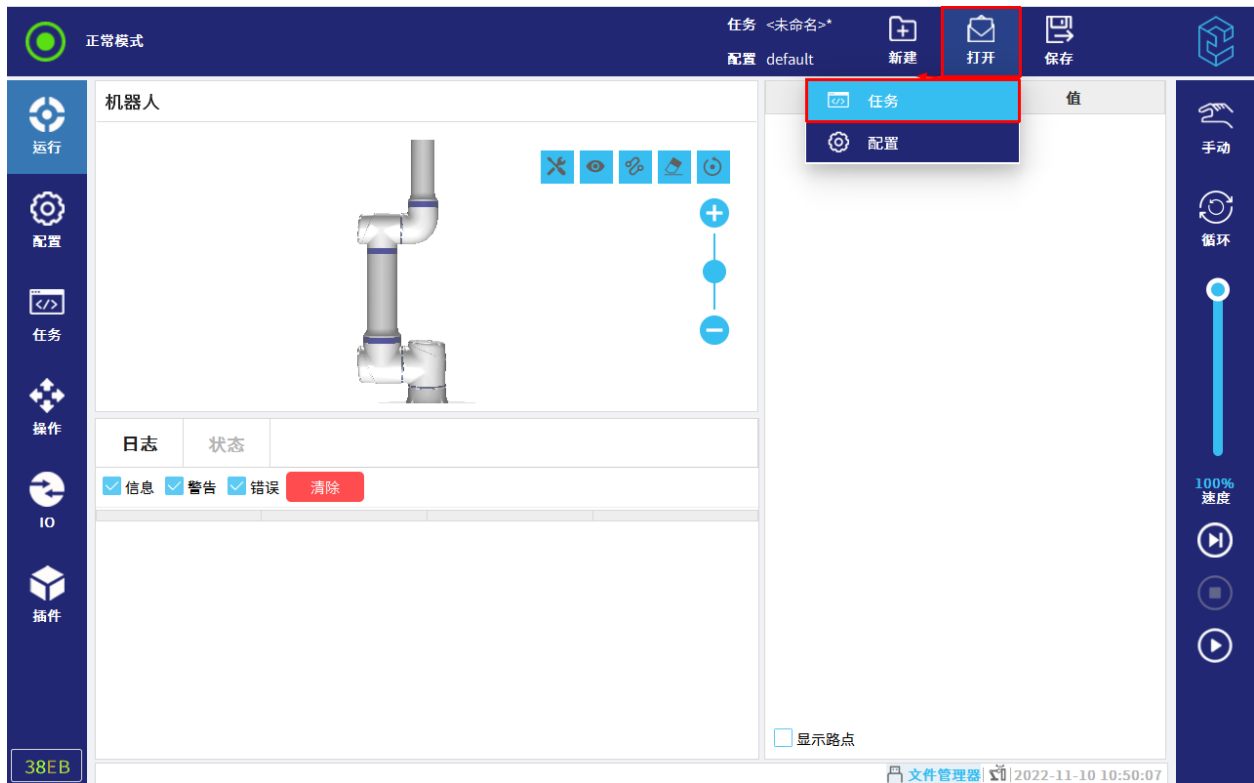 正常模式
任务 <未命名>*
配置 default
新建
打开
保存
任务
配置
运行
配置
任务
操作
IO
插件
38EB
机器人
值
日志
状态
信息
警告
错误
清除
显示路点
文件管理器
2022-11-10 10:50:07
手动
循环
100%
速度